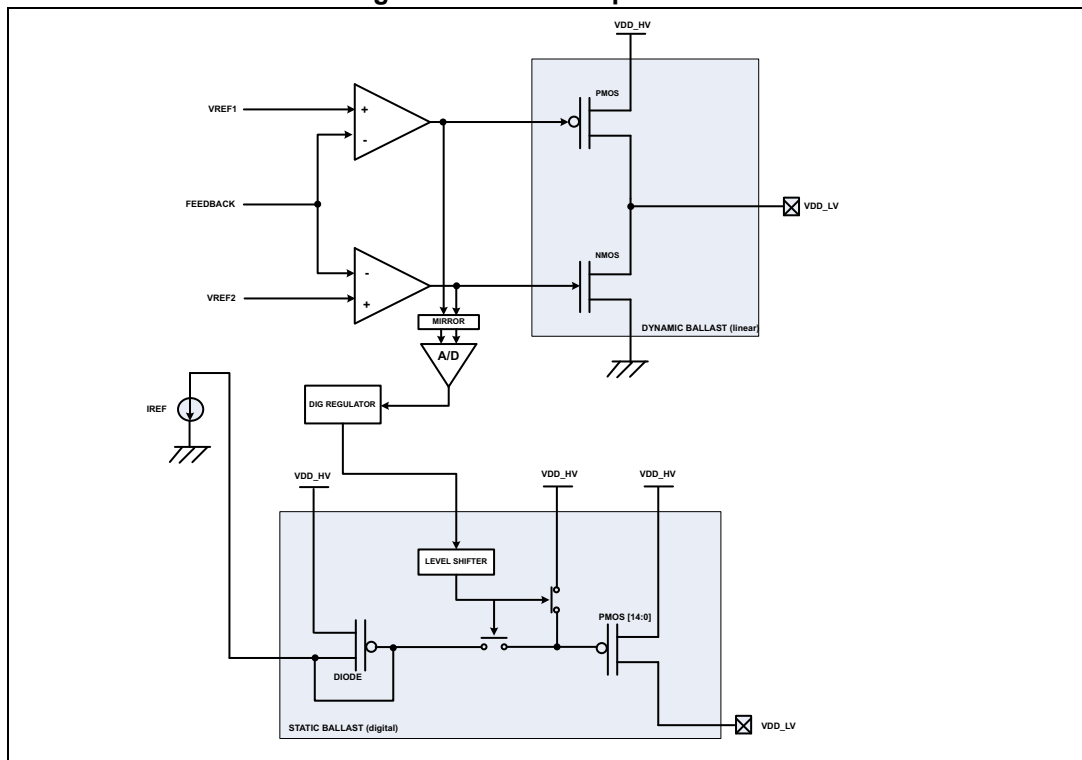 VDD_HV
PMOS
VREF1
+
-
FEEDBACK
VDD_LV
NMOS
-
VREF2
+
MIRROR
DYNAMIC BALLAST (linear)
A/D
DIG REGULATOR
IREF
VDD_HV
VDD_HV
VDD_HV
LEVEL SHIFTER
PMOS [14:0]
DIODE
STATIC BALLAST (digital)
VDD_LV